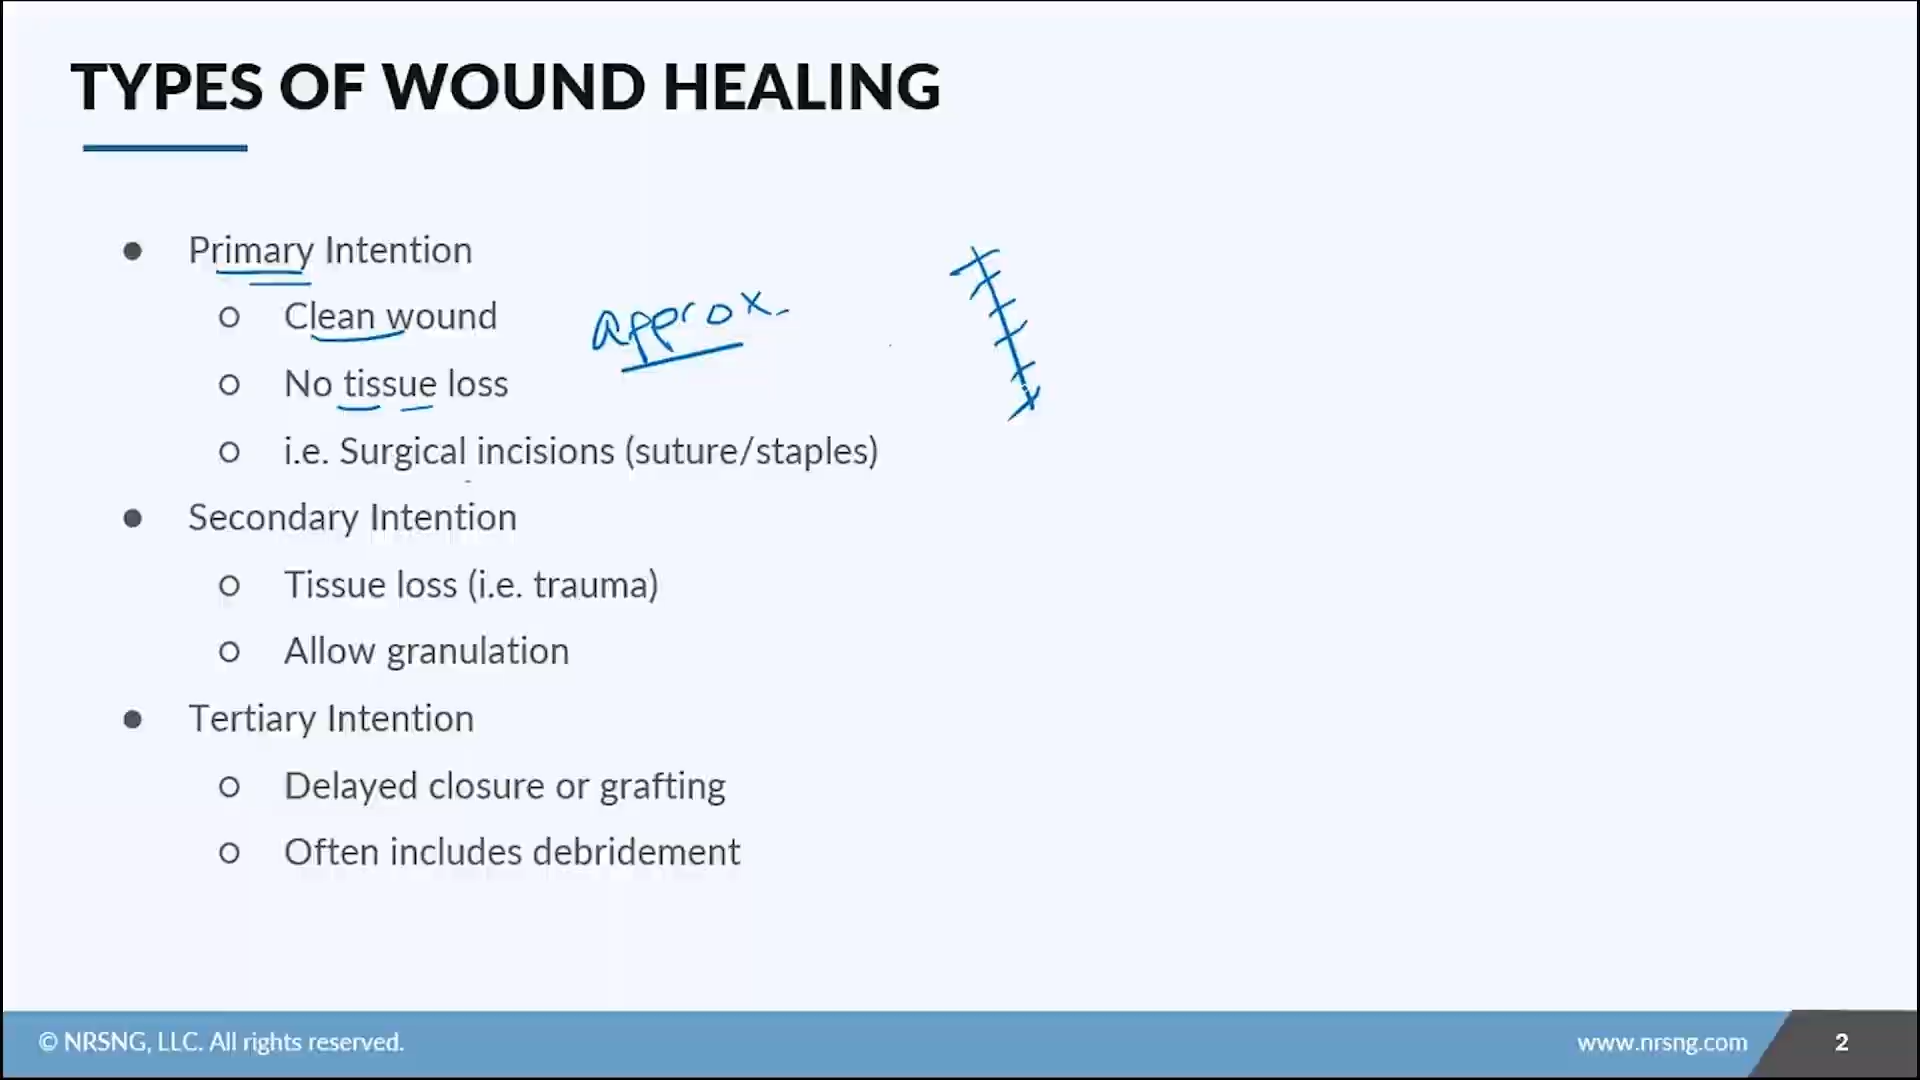 TYPES OF WOUND HEALING
● Primary Intention
○ Clean wound
approx.
○ No tissue loss
○ i.e. Surgical incisions (suture/staples)
● Secondary Intention
○ Tissue loss (i.e. trauma)
○ Allow granulation
● Tertiary Intention
○ Delayed closure or grafting
○ Often includes debridement
© NRSNG, LLC. All rights reserved.
www.nrsng.com
2